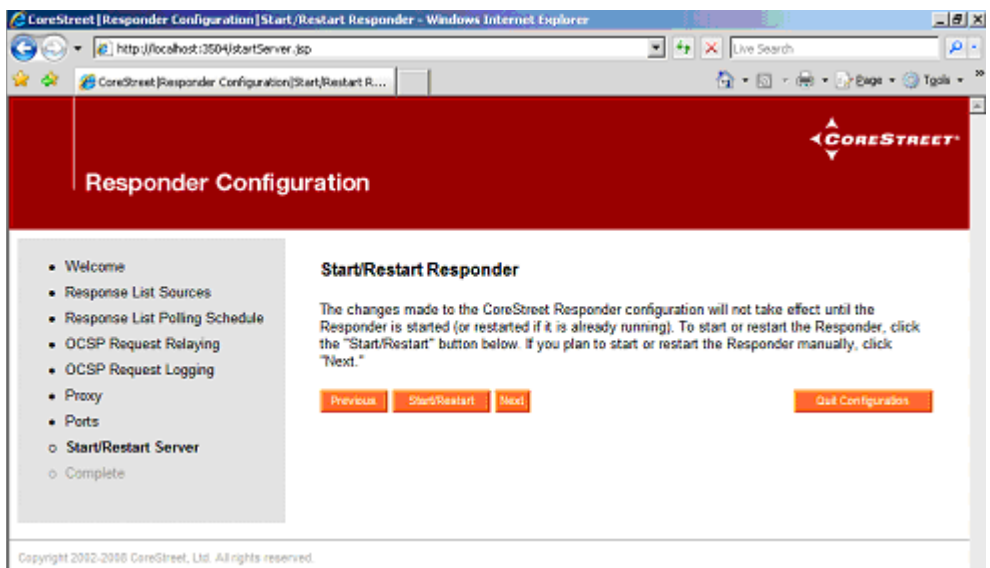 CoreStreet|Responder Configuration|Start/Restart Responder - Windows Internet Explorer
http://localhost:3504/startServer.jsp
Live Search
CoreStreet|Responder Configuration|Start/Restart R...
Page
Tools
CORESTREET
Responder Configuration
Welcome
Response List Sources
Response List Polling Schedule
OCSP Request Relaying
OCSP Request Logging
Proxy
Ports
Start/Restart Server
Complete
Start/Restart Responder
The changes made to the CoreStreet Responder configuration will not take effect until the
Responder is started (or restarted if it is already running). To start or restart the Responder, click
the "Start/Restart" button below. If you plan to start or restart the Responder manually, click
"Next."
Previous Start/Restart Next Quit Configuration
Copyright 2002-2008 CoreStreet, Ltd. All rights reserved.